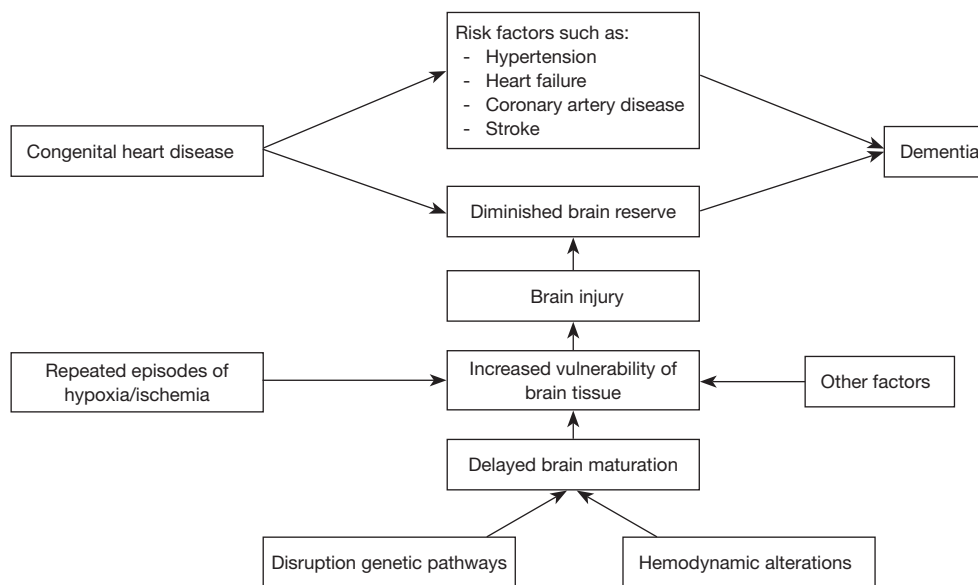 Risk factors such as:
- Hypertension
- Heart failure
- Coronary artery disease
- Stroke
Congenital heart disease
Dementia
Diminished brain reserve
Brain injury
Repeated episodes of
hypoxia/ischemia
Increased vulnerability of
brain tissue
Other factors
Delayed brain maturation
Disruption genetic pathways
Hemodynamic alterations